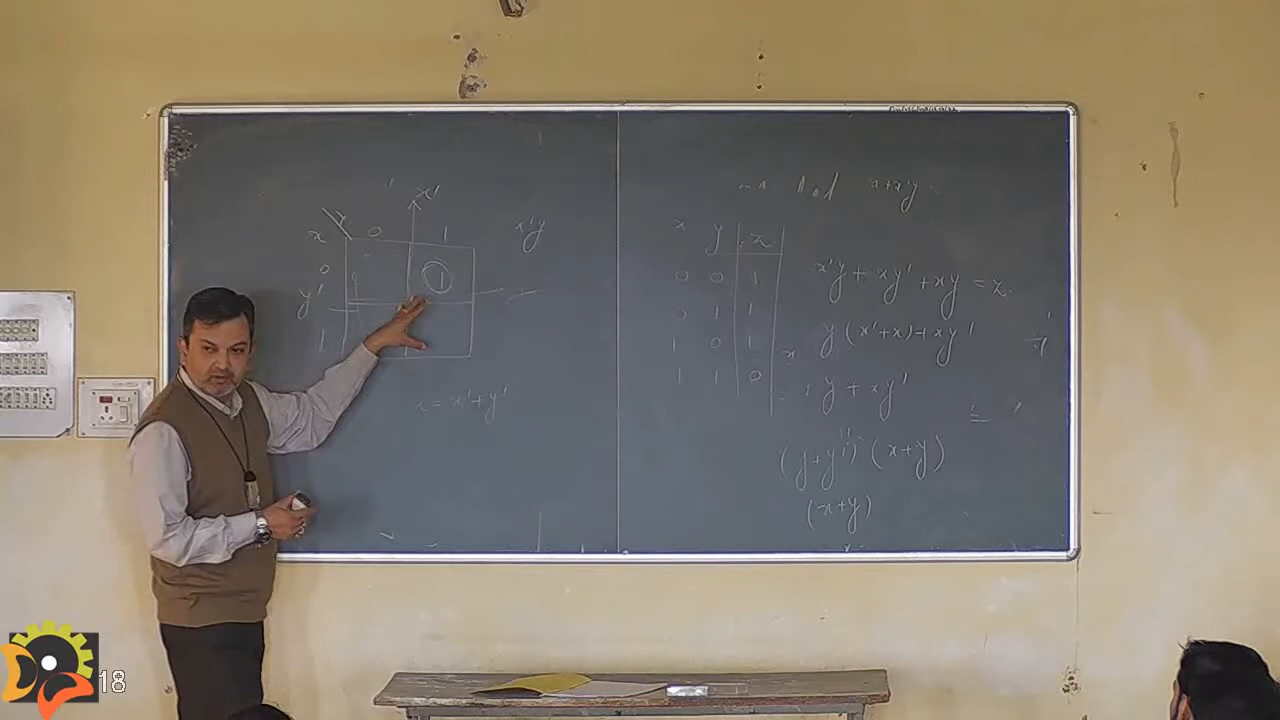 x'
y 0 1 x'y
x
0 1
y'
1
z = x' + y'
x + x'y
x y z
0 0 1
0 1 1
1 0 1
1 1 0
x'y + xy' + xy = z
y (x' + x) + xy'
y + xy'
(y + y') (x + y)
(x + y)
18